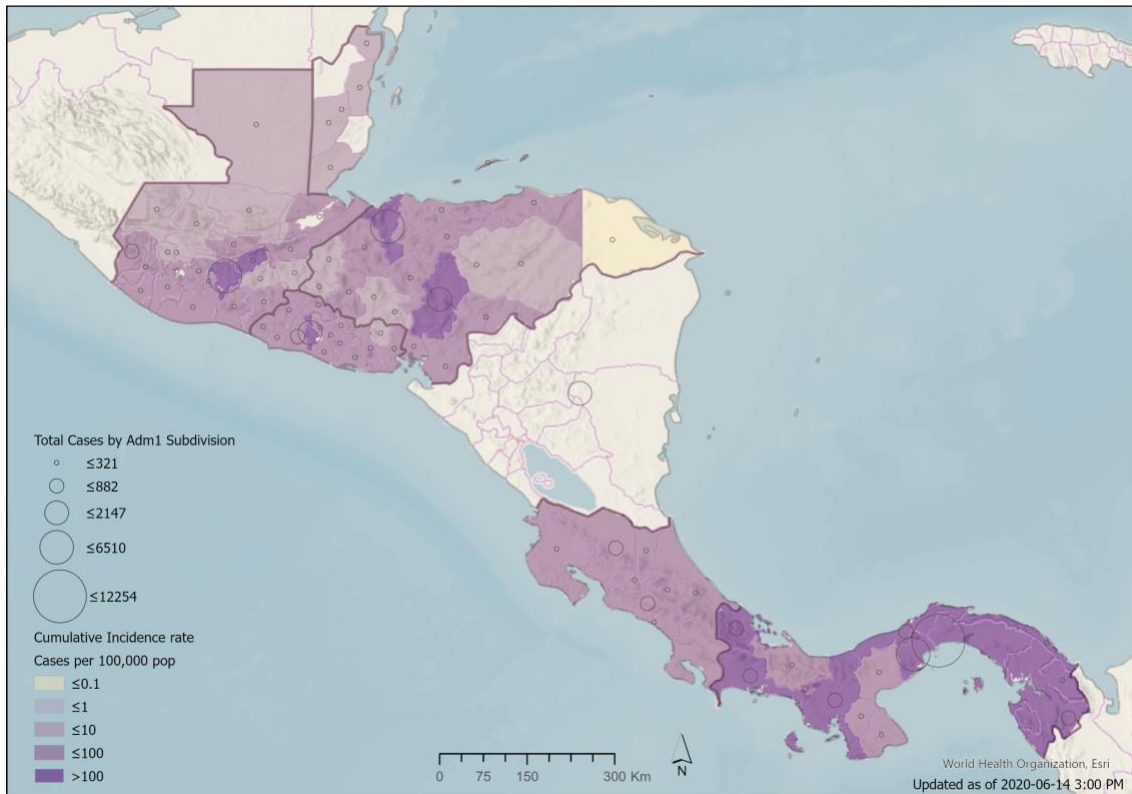 Total Cases by Adm1 Subdivision
≤321
≤882
≤2147
≤6510
≤12254
Cumulative Incidence rate
Cases per 100,000 pop
≤0.1
≤1
≤10
≤100
>100
0 75 150 300 Km
N
World Health Organization, Esri
Updated as of 2020-06-14 3:00 PM